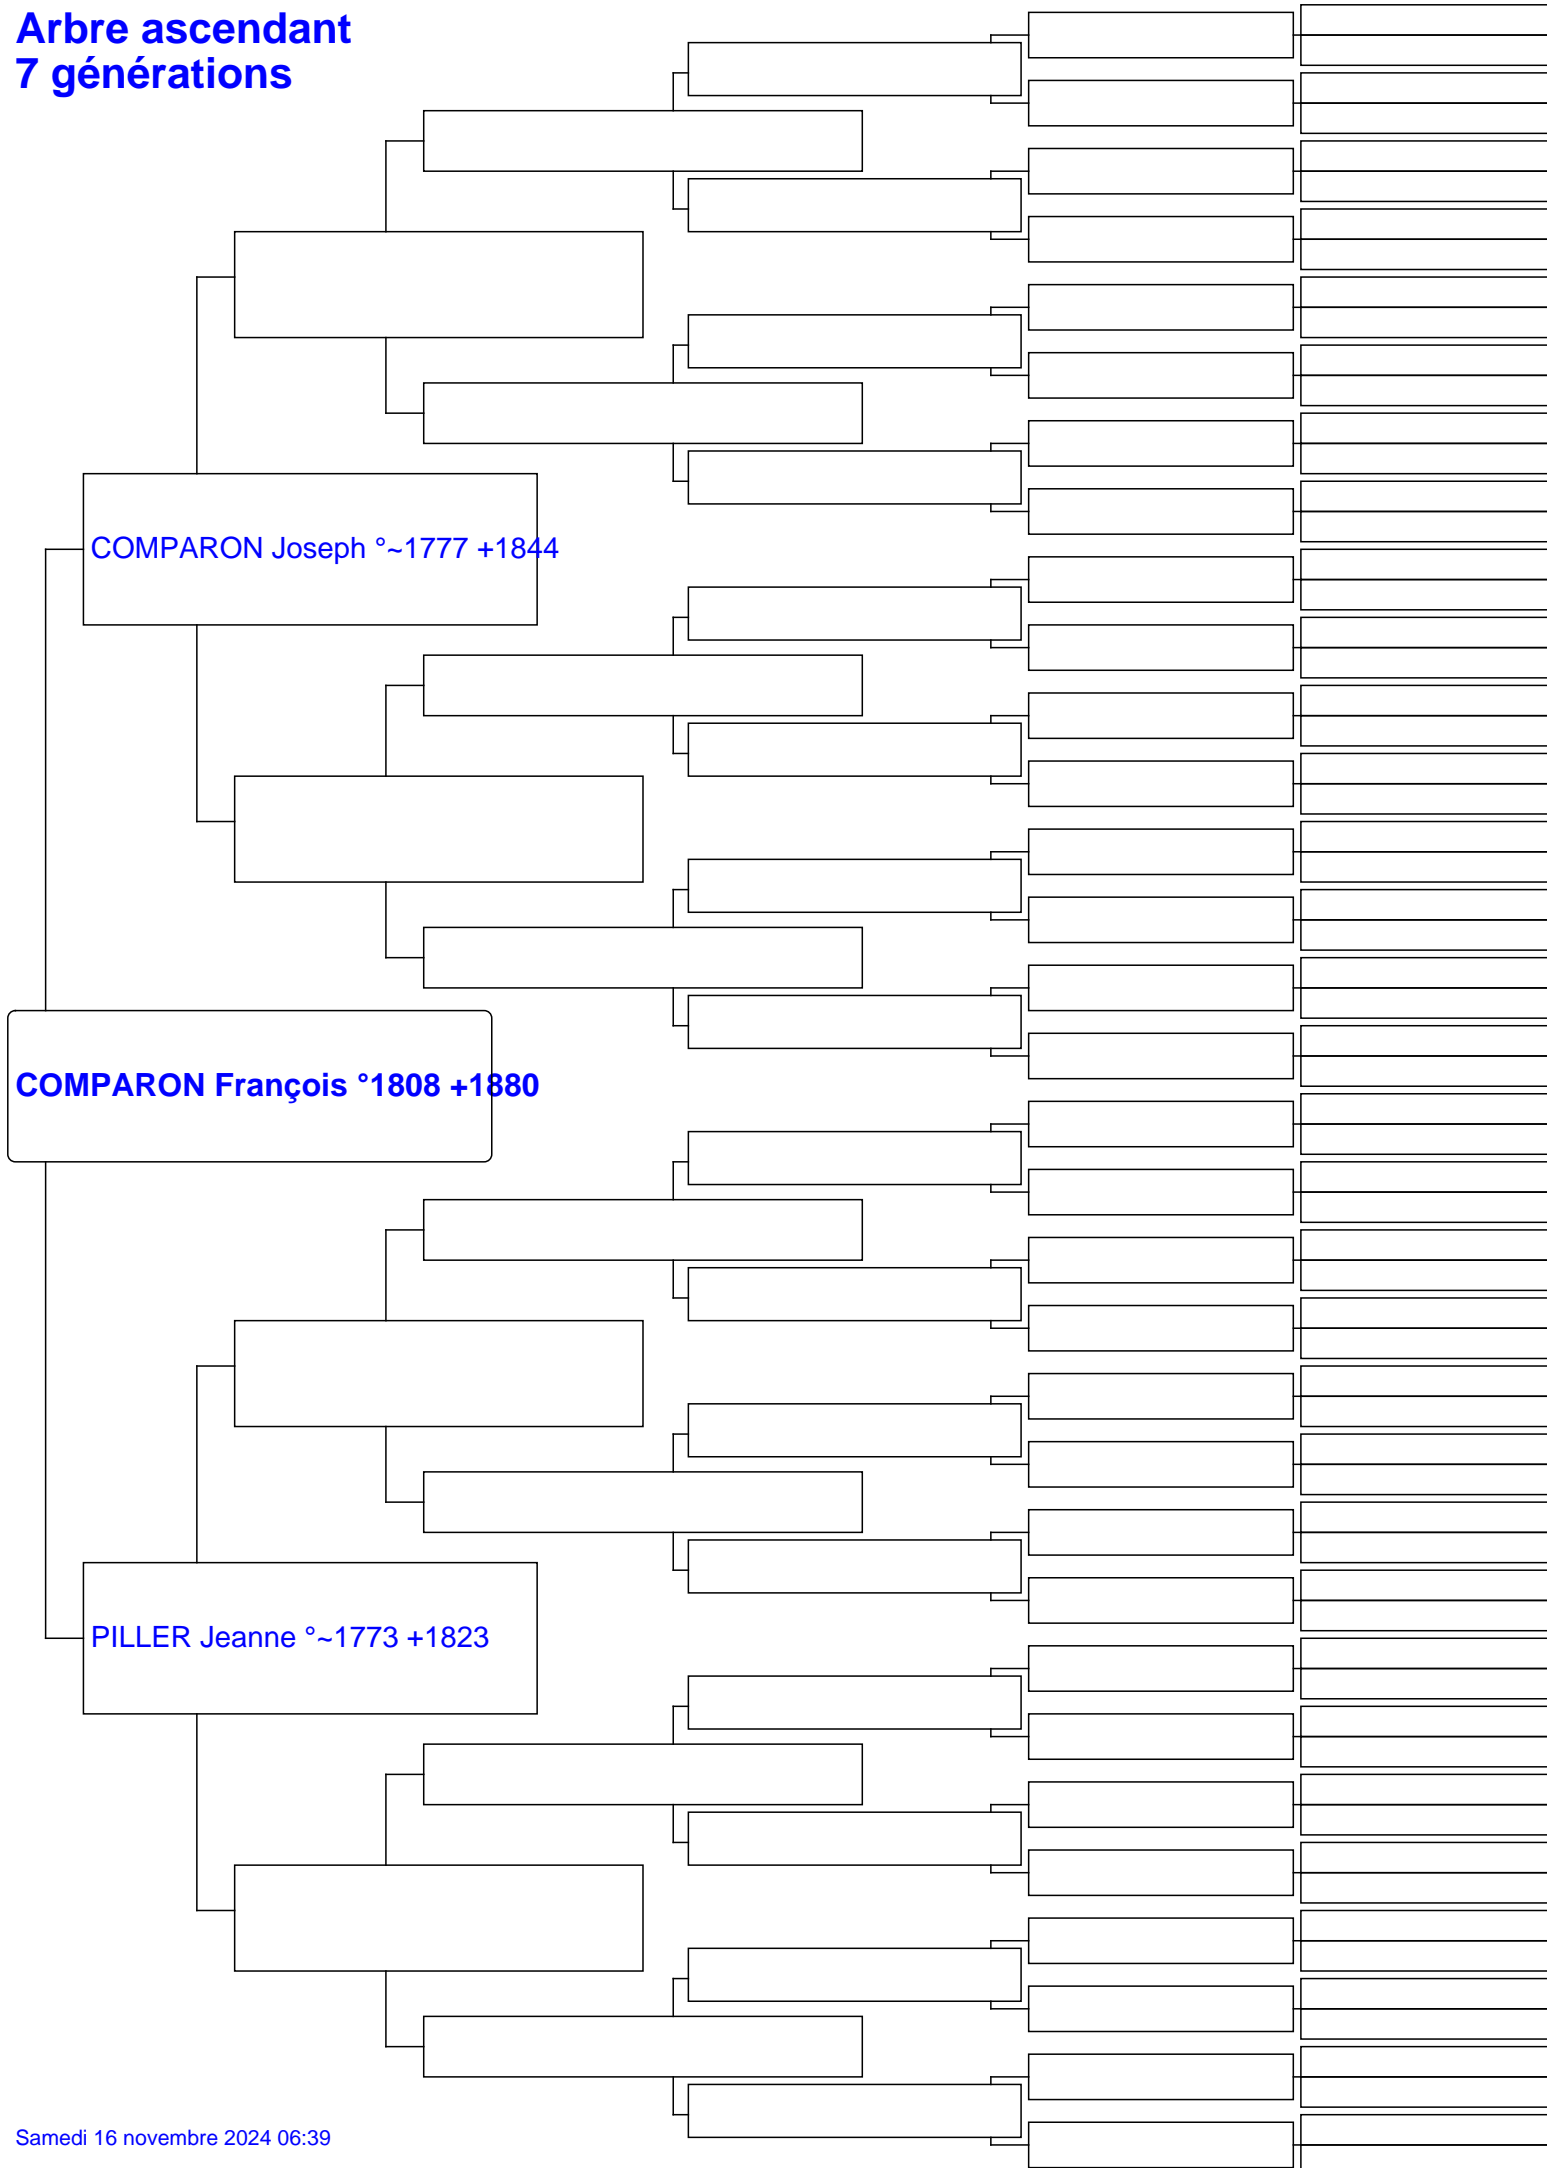 Arbre ascendant
7 générations
COMPARON Joseph °~1777 +1844
COMPARON François °1808 +1880
PILLER Jeanne °~1773 +1823
Samedi 16 novembre 2024 06:39